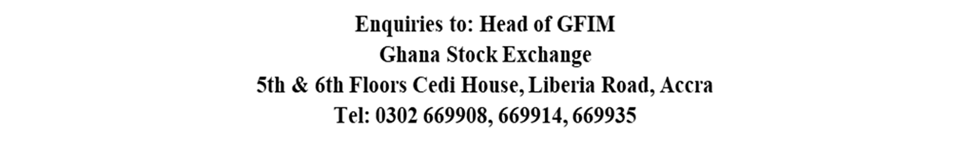 Enquiries to: Head of GFIM
Ghana Stock Exchange
5th & 6th Floors Cedi House, Liberia Road, Accra
Tel: 0302 669908, 669914, 669935